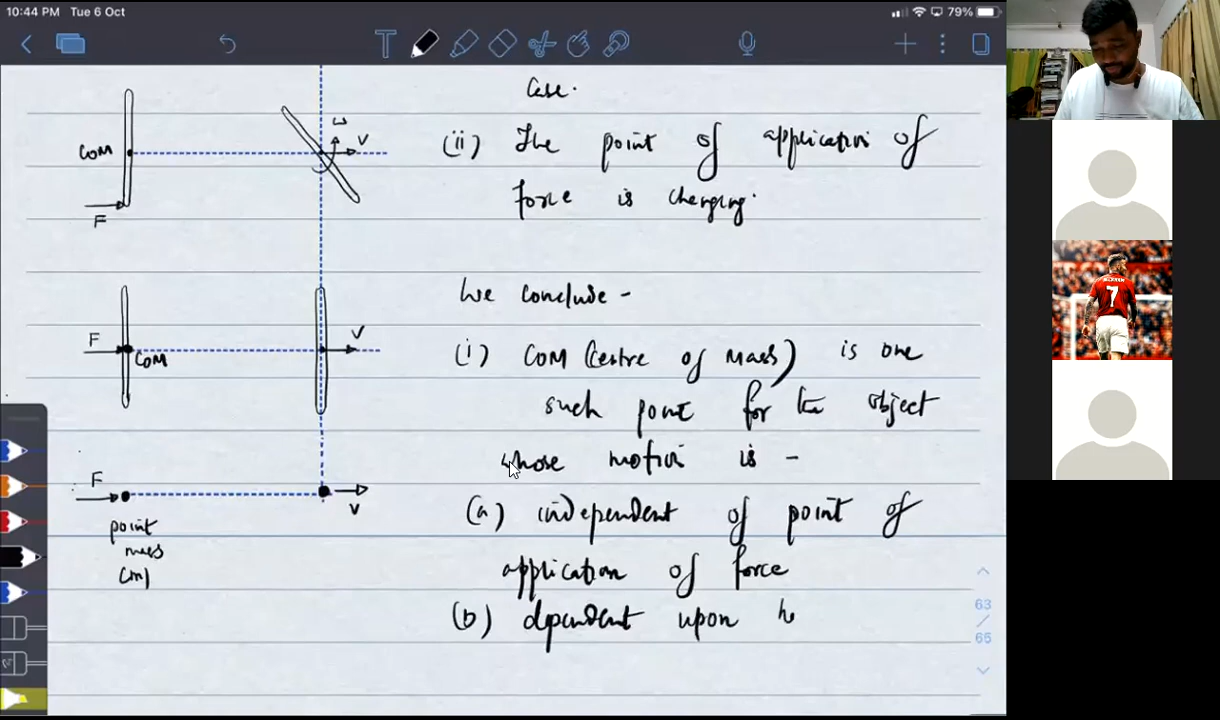 10:44 PM Tue 6 Oct
79%
Case.
COM
ω
V
F
(ii) The point of application of
force is changing.
We conclude -
F
COM
V
(i) COM (centre of mass) is one
such point for the object
whose motion is -
F
V
point
mass
(m)
(a) independent of point of
application of force
(b) dpendent upon
63
/
65
7